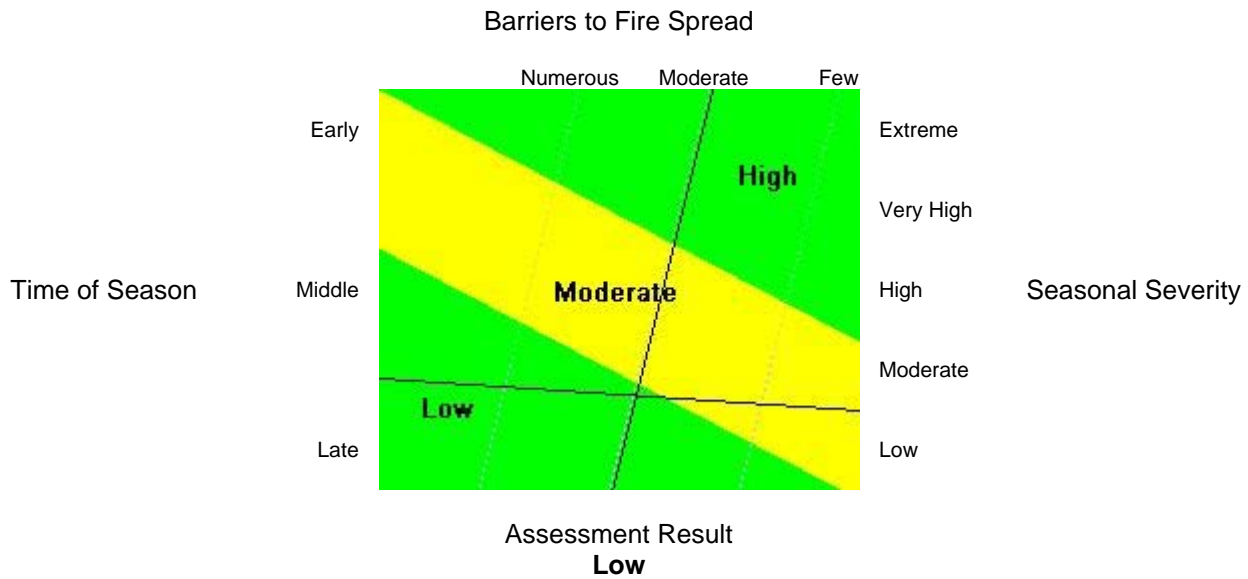 Barriers to Fire Spread
Numerous Moderate Few
Early Extreme
High
Very High
Time of Season Middle Moderate High Seasonal Severity
Moderate
Low
Late Low
Assessment Result
Low